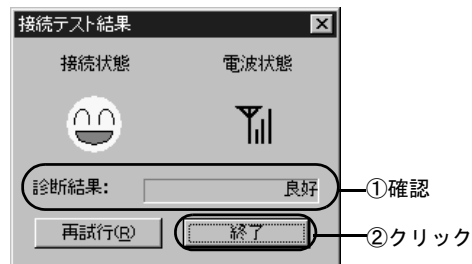 接続テスト結果
接続状態 電波状態
診断結果: 良好 ①確認
再試行(R) 終了 ②クリック